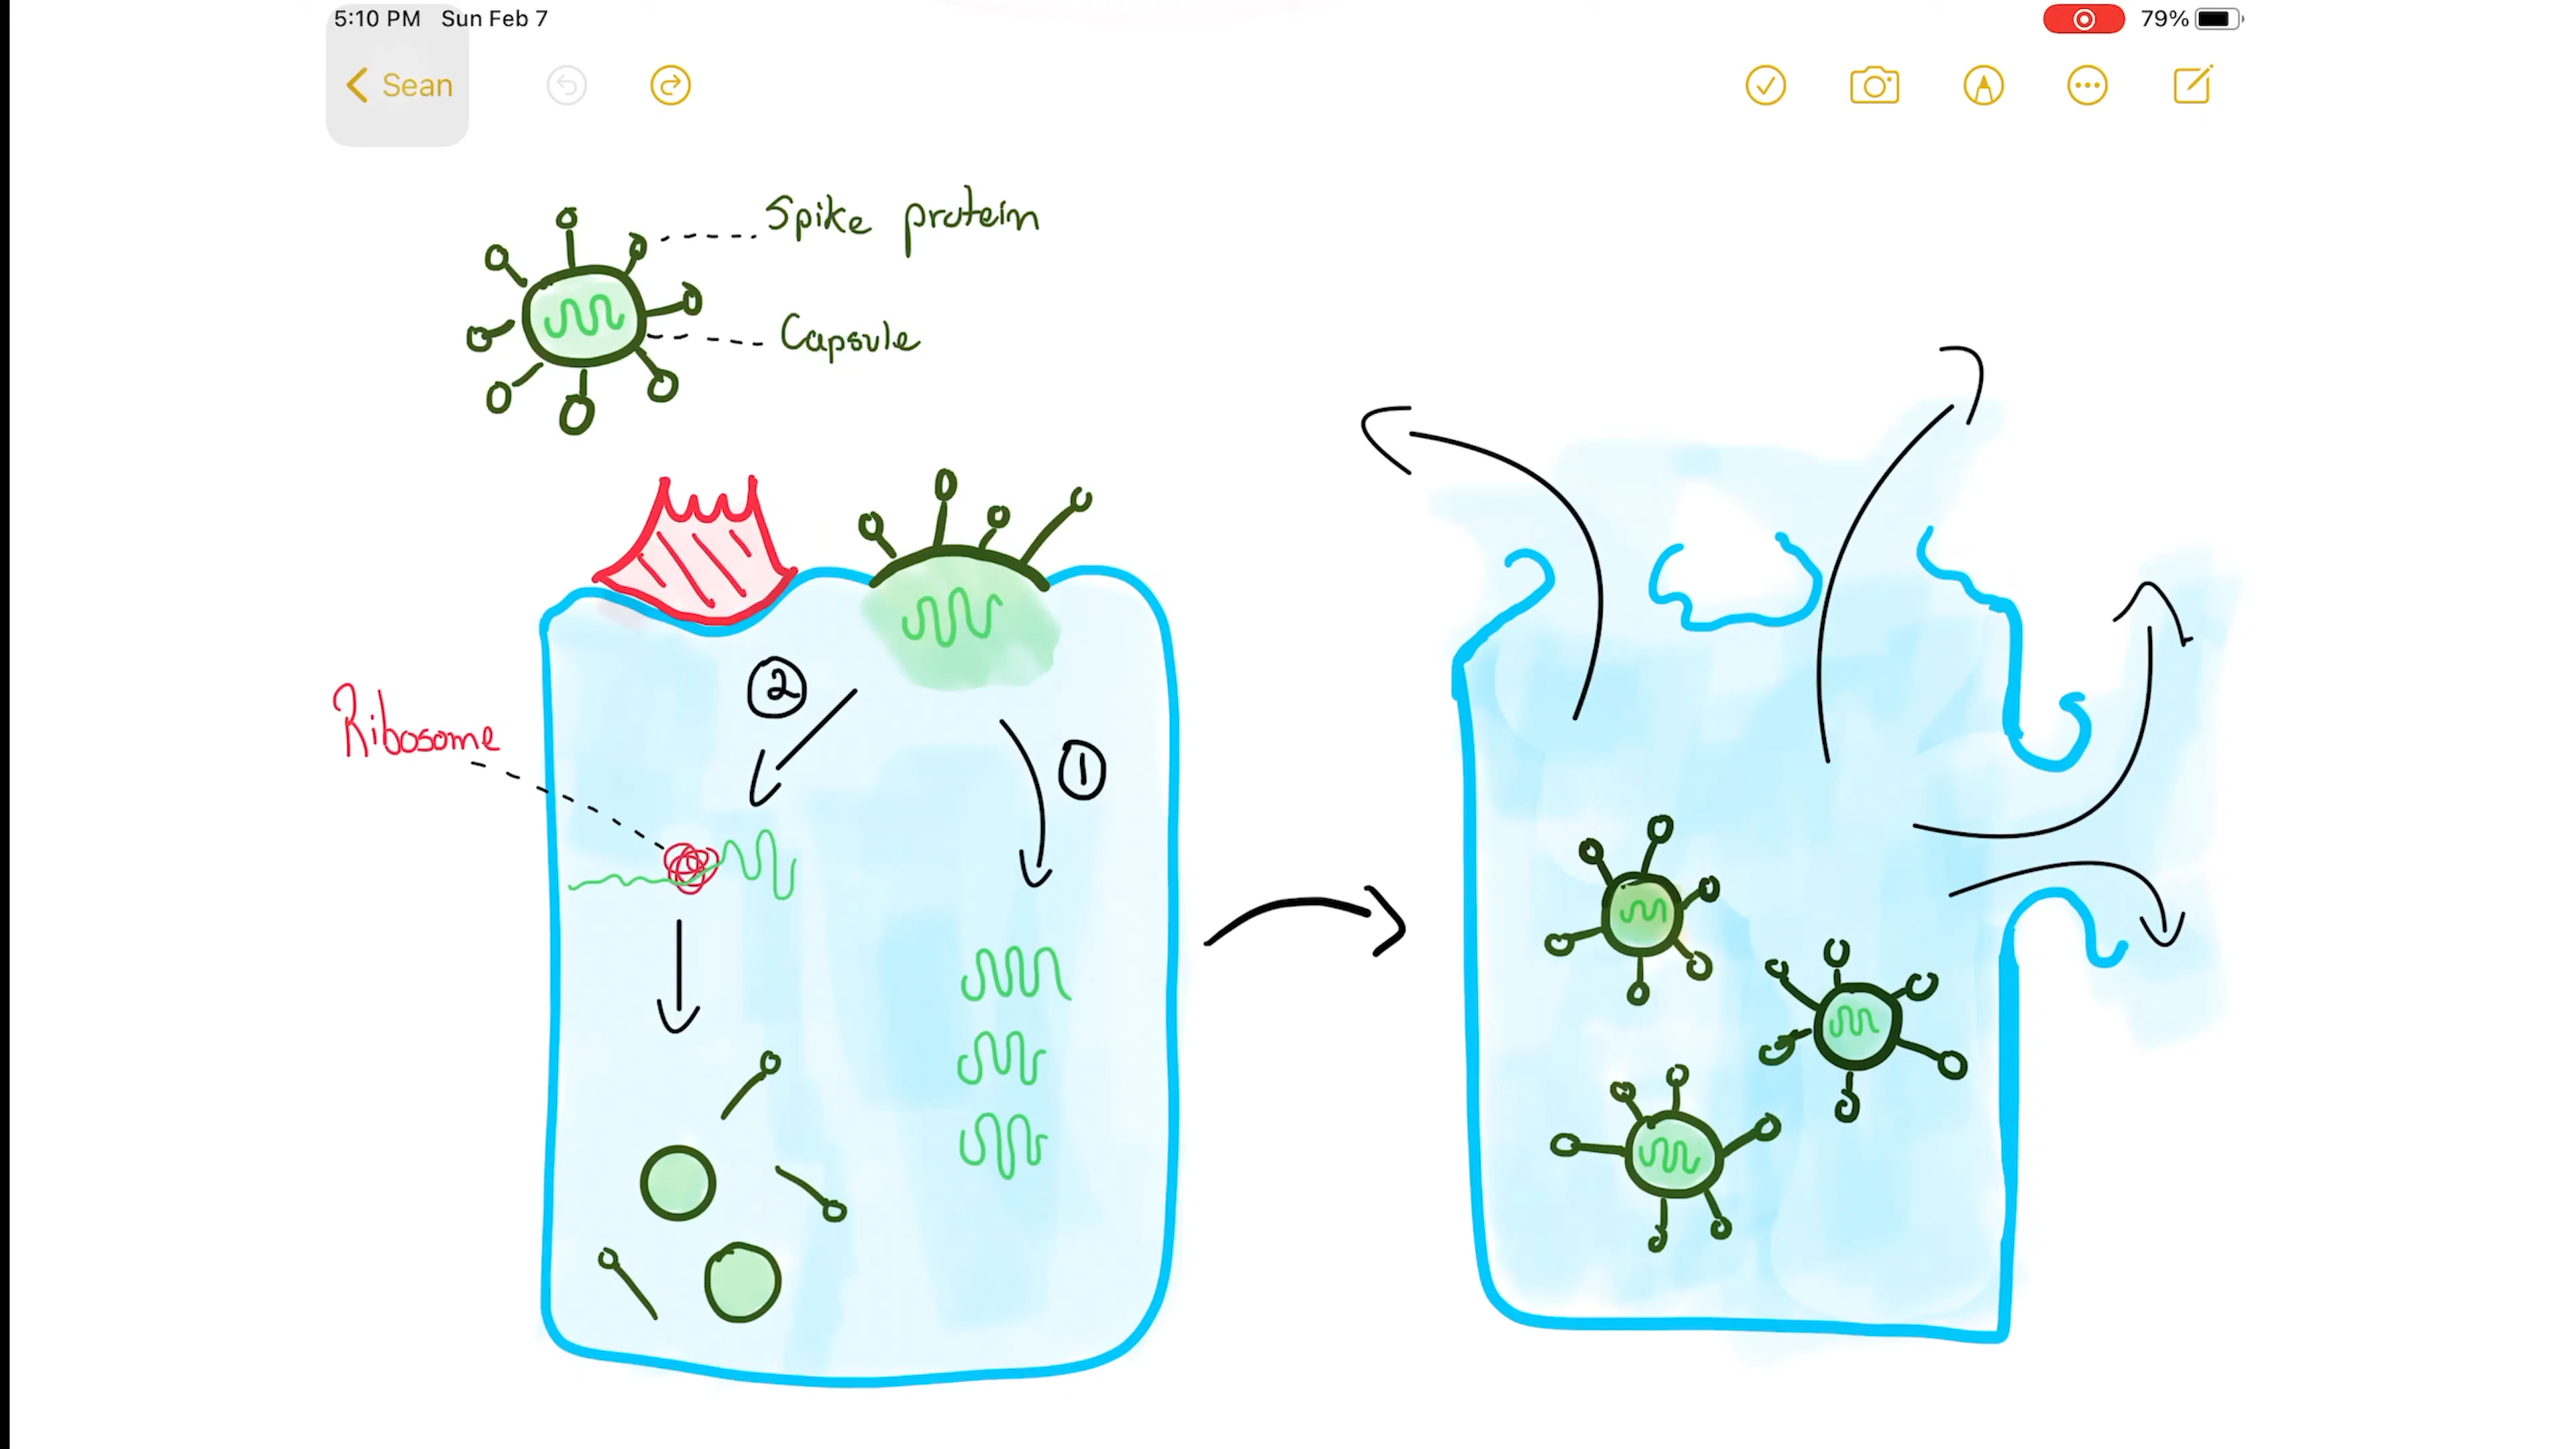 5:10 PM Sun Feb 7
79%
Sean
Spike protein
Capsule
2
Ribosome
1